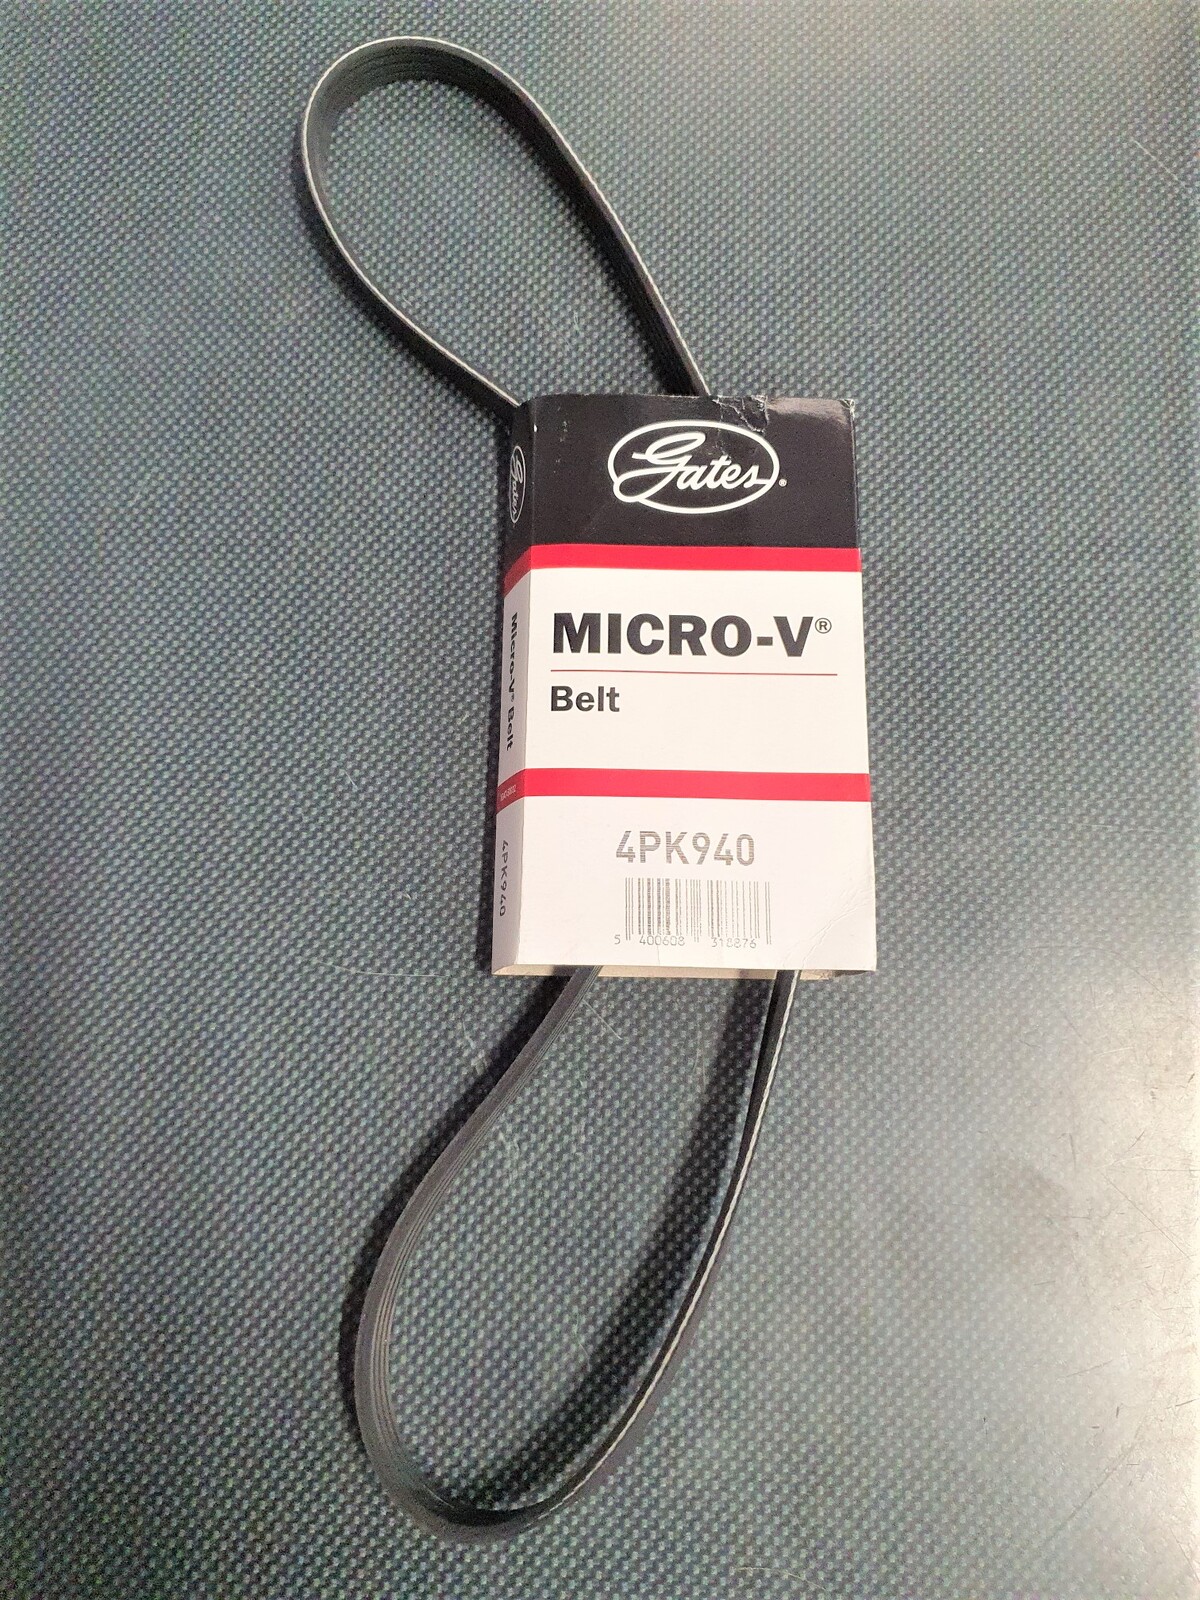 Gates®
MICRO-V®
Belt
4PK940
5 400608 318876
Gates
Micro-V® Belt
4PK940